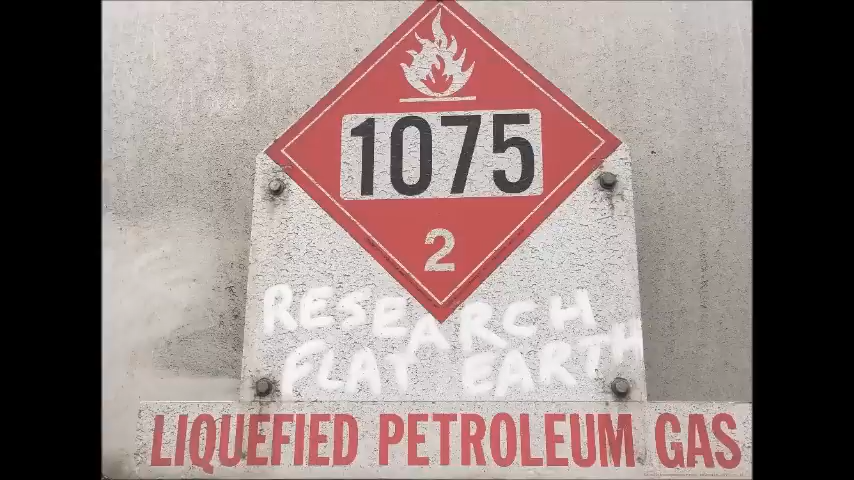 1075
2
RESEARCH
FLAT EARTH
LIQUEFIED PETROLEUM GAS